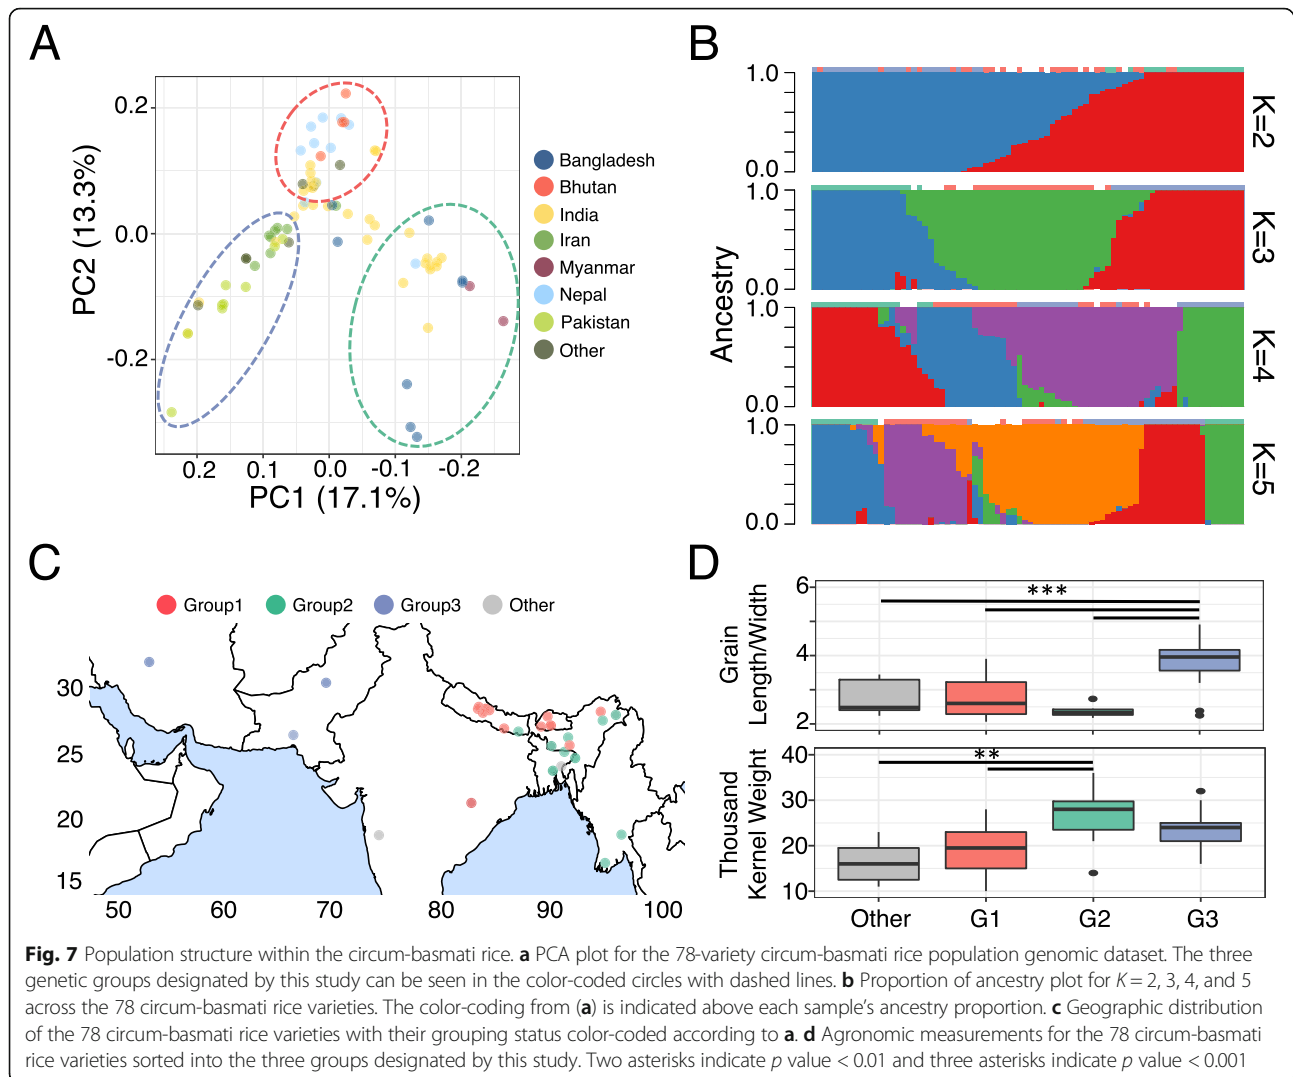 A
PC2 (13.3%)
0.2
0.0
-0.2
0.2 0.1 0.0 -0.1 -0.2
PC1 (17.1%)
Bangladesh
Bhutan
India
Iran
Myanmar
Nepal
Pakistan
Other
B
Ancestry
1.0
0.0
K=2
1.0
0.0
K=3
1.0
0.0
K=4
1.0
0.0
K=5
C
Group1 Group2 Group3 Other
30
25
20
15
50 60 70 80 90 100
D
Grain
Length/Width
6
4
2
***
Thousand
Kernel Weight
40
30
20
10
**
Other G1 G2 G3
Fig. 7 Population structure within the circum-basmati rice. a PCA plot for the 78-variety circum-basmati rice population genomic dataset. The three
genetic groups designated by this study can be seen in the color-coded circles with dashed lines. b Proportion of ancestry plot for K = 2, 3, 4, and 5
across the 78 circum-basmati rice varieties. The color-coding from (a) is indicated above each sample's ancestry proportion. c Geographic distribution
of the 78 circum-basmati rice varieties with their grouping status color-coded according to a. d Agronomic measurements for the 78 circum-basmati
rice varieties sorted into the three groups designated by this study. Two asterisks indicate p value < 0.01 and three asterisks indicate p value < 0.001